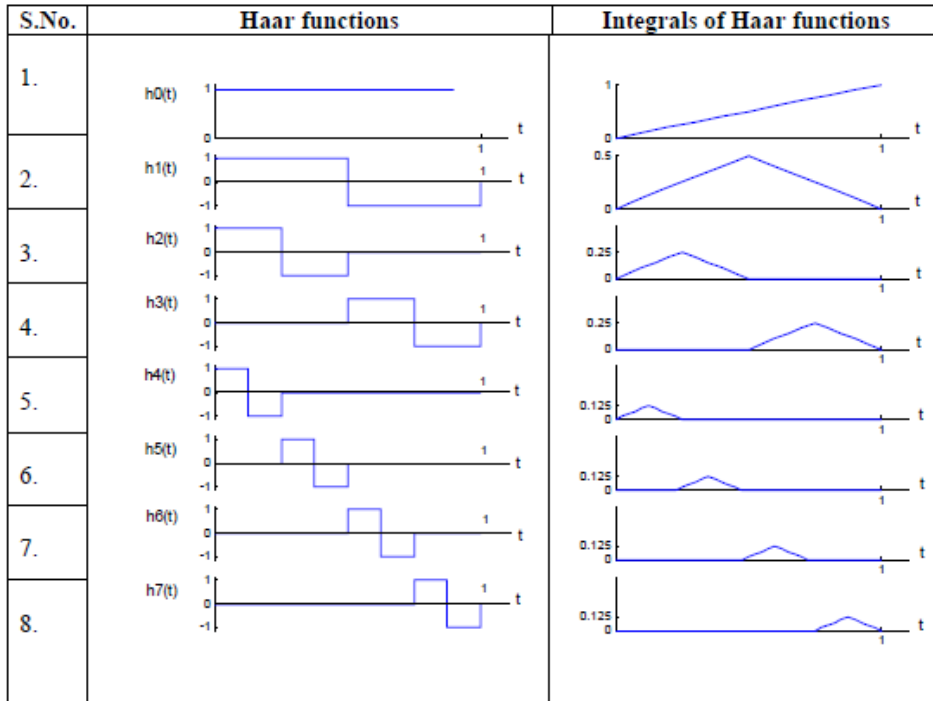 S.No. Haar functions Integrals of Haar functions
1.
h0(t) 1 0 1 t
1 0 1 t
2.
h1(t) 1 0 -1 1 t
0.5 0 1 t
3.
h2(t) 1 0 -1 1 t
0.25 0 1 t
4.
h3(t) 1 0 -1 1 t
0.25 0 1 t
5.
h4(t) 1 0 -1 1 t
0.125 0 1 t
6.
h5(t) 1 0 -1 1 t
0.125 0 1 t
7.
h6(t) 1 0 -1 1 t
0.125 0 1 t
8.
h7(t) 1 0 -1 1 t
0.125 0 1 t